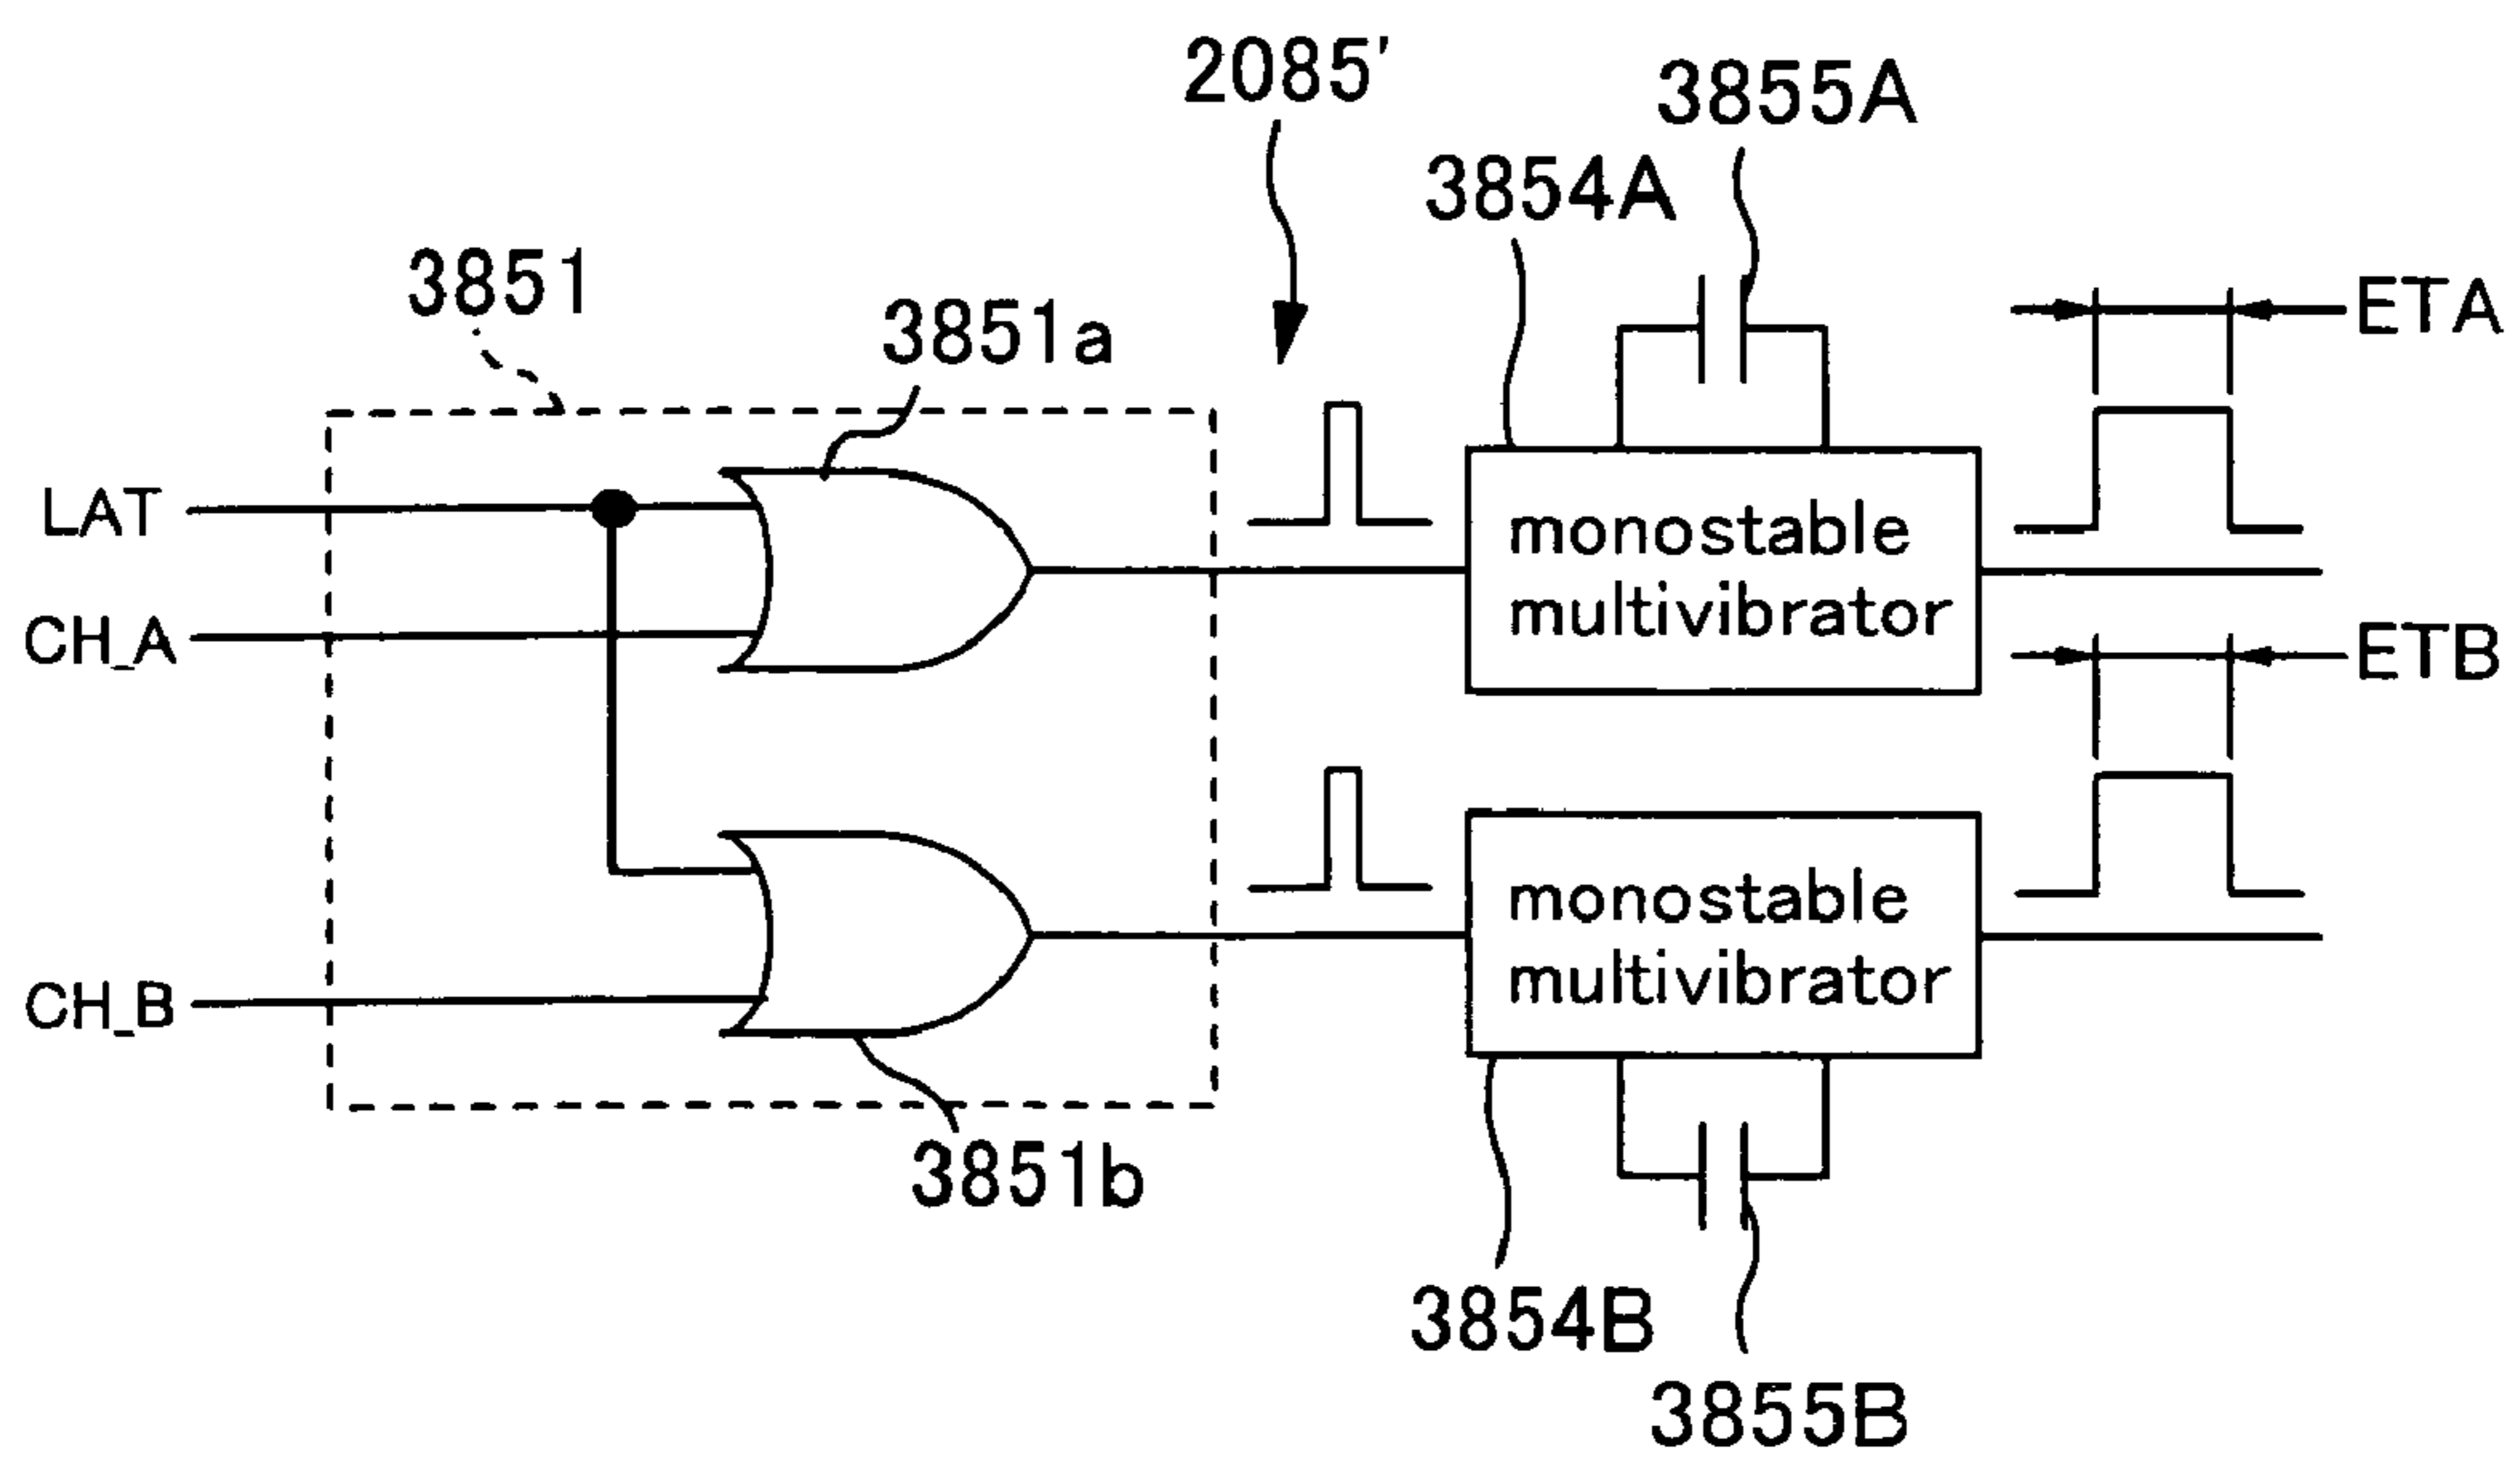 2085'
3855A
3854A
3851
3851a
ETA
LAT
monostable
multivibrator
CH_A
ETB
monostable
multivibrator
CH_B
3851b
3854B
3855B